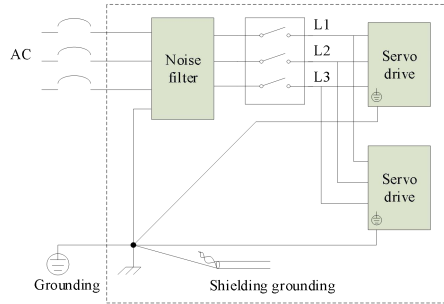 AC
Noise
filter
L1
L2
L3
Servo
drive
Servo
drive
Grounding
Shielding grounding